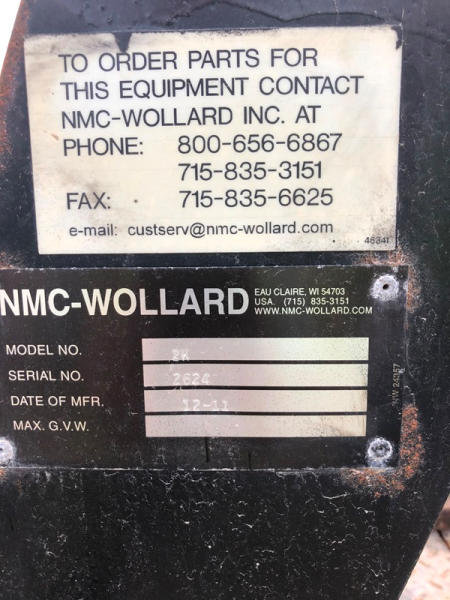 TO ORDER PARTS FOR
THIS EQUIPMENT CONTACT
NMC-WOLLARD INC. AT
PHONE: 800-656-6867
715-835-3151
FAX: 715-835-6625
e-mail: custserv@nmc-wollard.com
46341
NMC-WOLLARD
EAU CLAIRE, WI 54703
USA. (715) 835-3151
WWW.NMC-WOLLARD.COM
MODEL NO.
SERIAL NO. 2624
DATE OF MFR. 12-11
MAX. G.V.W.